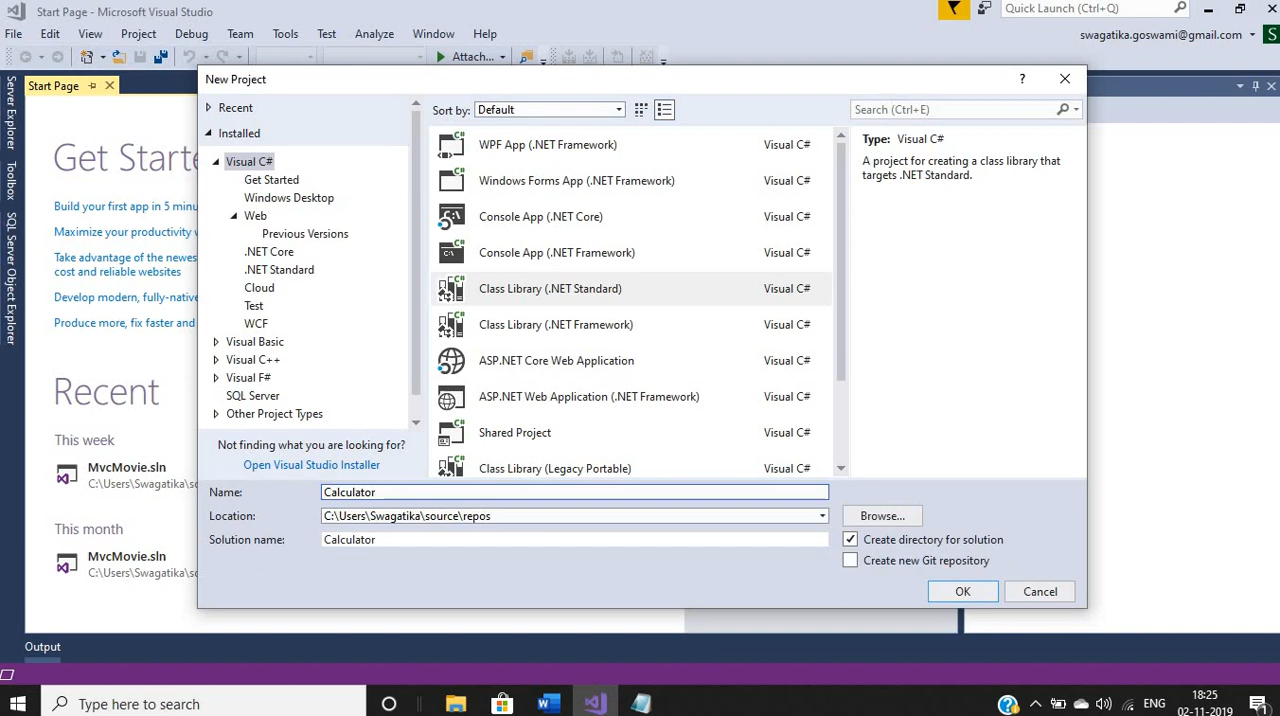 Start Page - Microsoft Visual Studio
Quick Launch (Ctrl+Q)
File Edit View Project Debug Team Tools Test Analyze Window Help
swagatika.goswami@gmail.com
S
Attach...
Server Explorer
Toolbox
SQL Server Object Explorer
Start Page
Get Starte
Build your first app in 5 minu
Maximize your productivity v
Take advantage of the newes
cost and reliable websites
Develop modern, fully-native
Produce more, fix faster and
Recent
This week
MvcMovie.sln
C:\Users\Swagatika\so
This month
MvcMovie.sln
C:\Users\Swagatika\so
New Project
?
Recent
Installed
Visual C#
Get Started
Windows Desktop
Web
Previous Versions
.NET Core
.NET Standard
Cloud
Test
WCF
Visual Basic
Visual C++
Visual F#
SQL Server
Other Project Types
Not finding what you are looking for?
Open Visual Studio Installer
Sort by: Default
Search (Ctrl+E)
WPF App (.NET Framework) Visual C#
Windows Forms App (.NET Framework) Visual C#
Console App (.NET Core) Visual C#
Console App (.NET Framework) Visual C#
Class Library (.NET Standard) Visual C#
Class Library (.NET Framework) Visual C#
ASP.NET Core Web Application Visual C#
ASP.NET Web Application (.NET Framework) Visual C#
Shared Project Visual C#
Class Library (Legacy Portable) Visual C#
Type: Visual C#
A project for creating a class library that
targets .NET Standard.
Name: Calculator
Location: C:\Users\Swagatika\source\repos
Browse...
Solution name: Calculator
Create directory for solution
Create new Git repository
OK Cancel
Output
Type here to search
ENG
18:25
02-11-2019
1